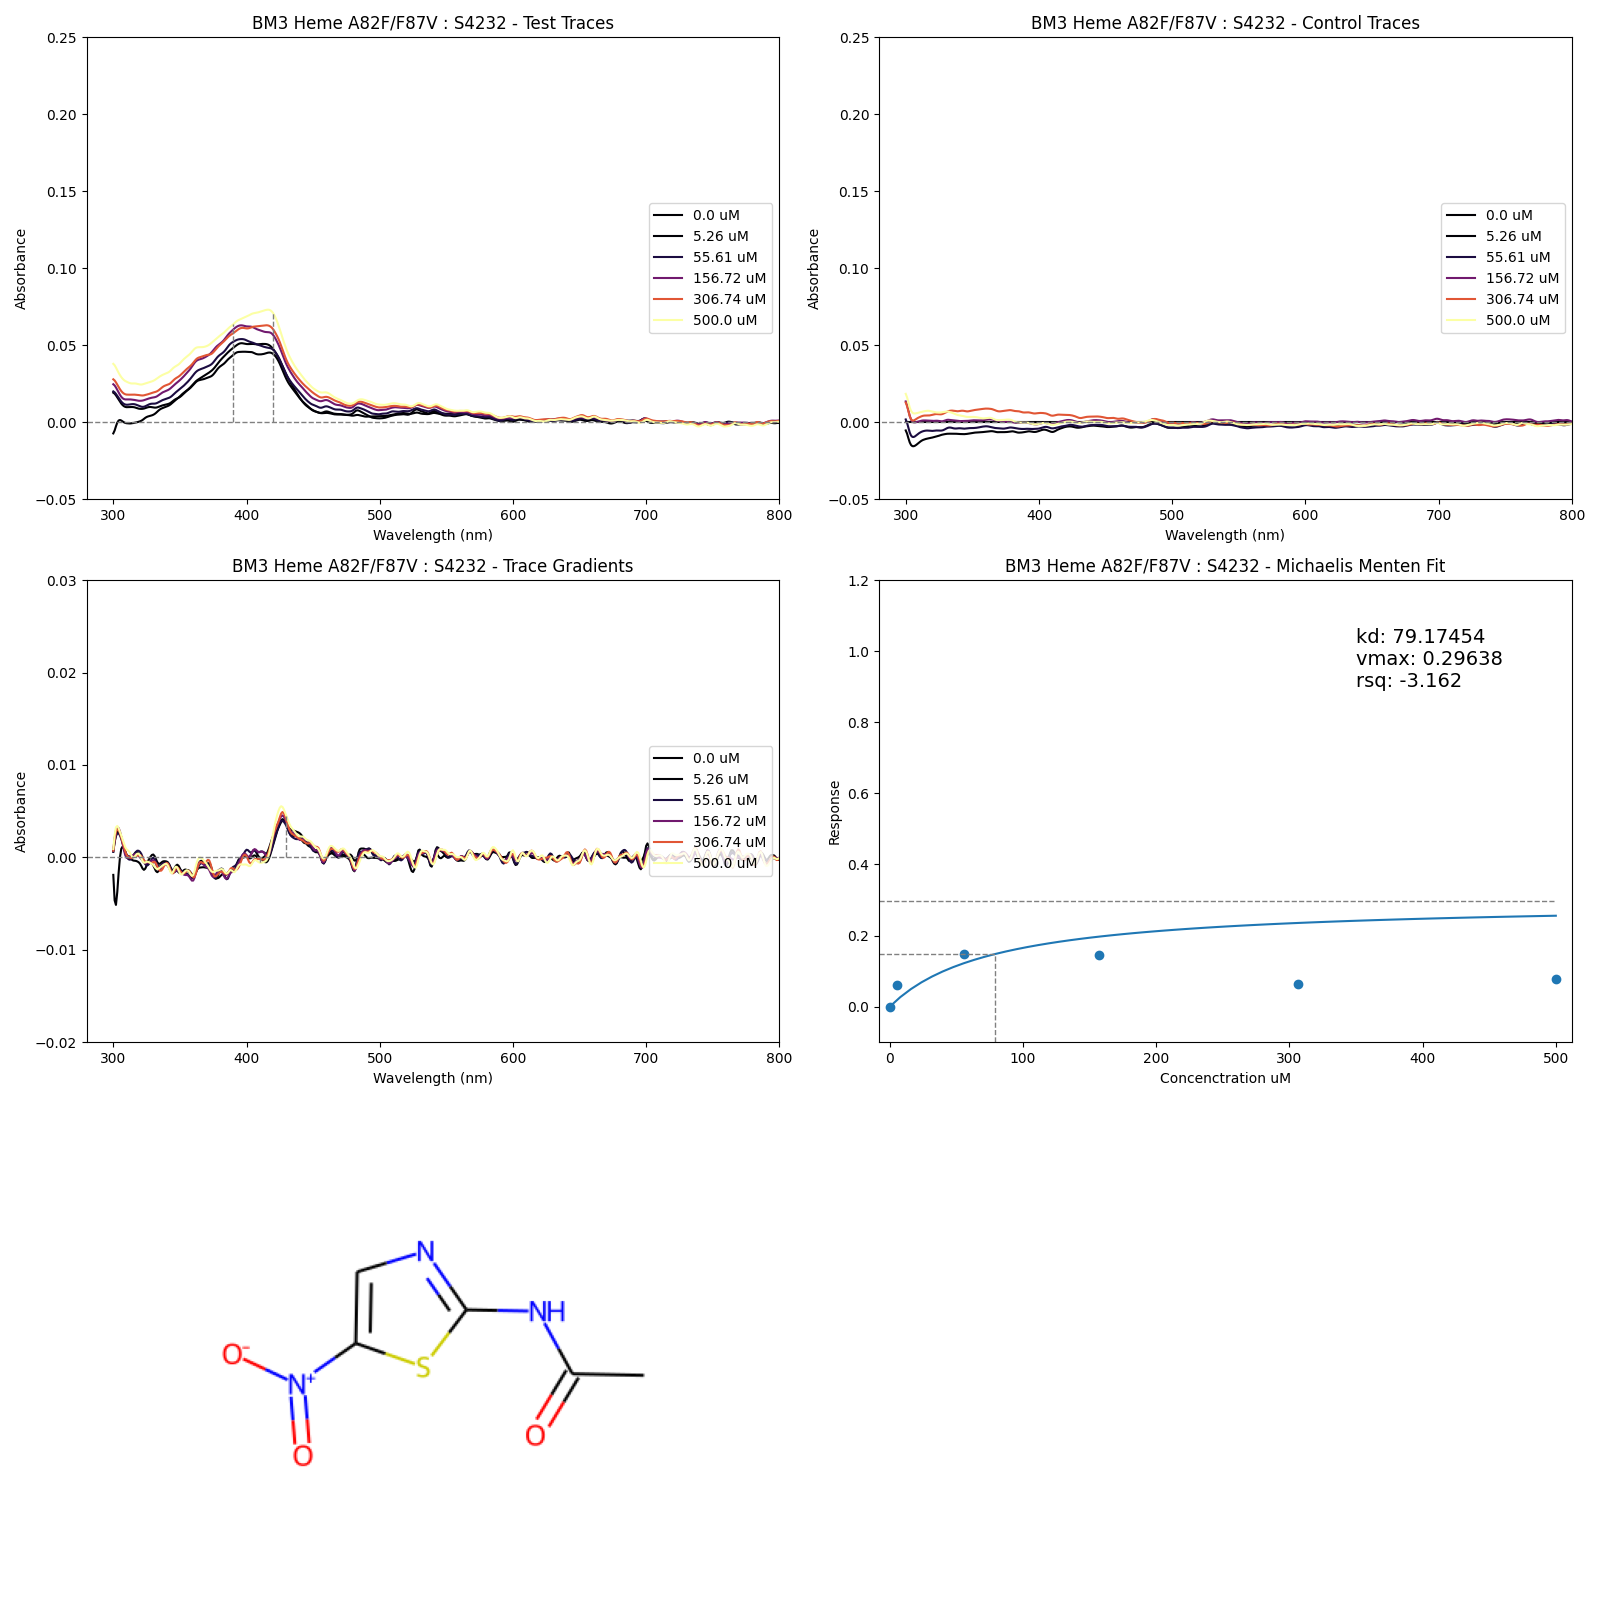 BM3 Heme A82F/F87V : S4232 - Test Traces
0.25
0.20
0.15
0.10
0.05
0.00
−0.05
Absorbance
300 400 500 600 700 800
Wavelength (nm)
0.0 uM
5.26 uM
55.61 uM
156.72 uM
306.74 uM
500.0 uM
BM3 Heme A82F/F87V : S4232 - Control Traces
0.25
0.20
0.15
0.10
0.05
0.00
−0.05
Absorbance
300 400 500 600 700 800
Wavelength (nm)
0.0 uM
5.26 uM
55.61 uM
156.72 uM
306.74 uM
500.0 uM
BM3 Heme A82F/F87V : S4232 - Trace Gradients
0.03
0.02
0.01
0.00
−0.01
−0.02
Absorbance
300 400 500 600 700 800
Wavelength (nm)
0.0 uM
5.26 uM
55.61 uM
156.72 uM
306.74 uM
500.0 uM
BM3 Heme A82F/F87V : S4232 - Michaelis Menten Fit
1.2
1.0
0.8
0.6
0.4
0.2
0.0
Response
kd: 79.17454
vmax: 0.29638
rsq: -3.162
0 100 200 300 400 500
Concenctration uM
N
NH
O-
S
N+
O
O